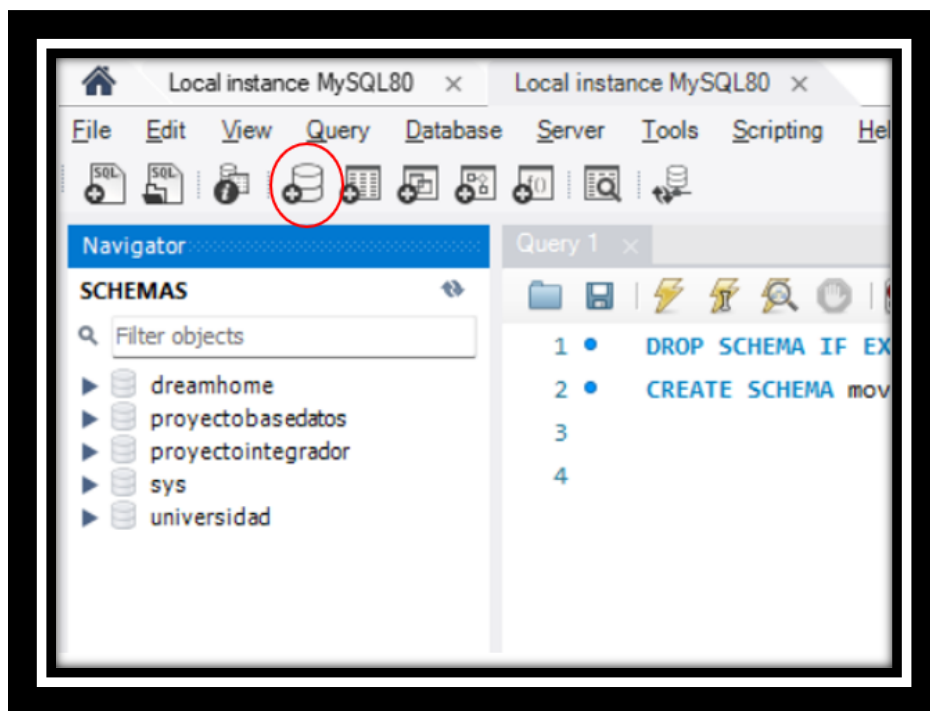 Local instance MySQL80 × Local instance MySQL80 ×
File Edit View Query Database Server Tools Scripting Hel
SQL SQL
Navigator Query 1 ×
SCHEMAS
Filter objects
1 DROP SCHEMA IF EX
dreamhome
2 CREATE SCHEMA mov
proyectobasedatos
3
proyectointegrador
4
sys
universidad